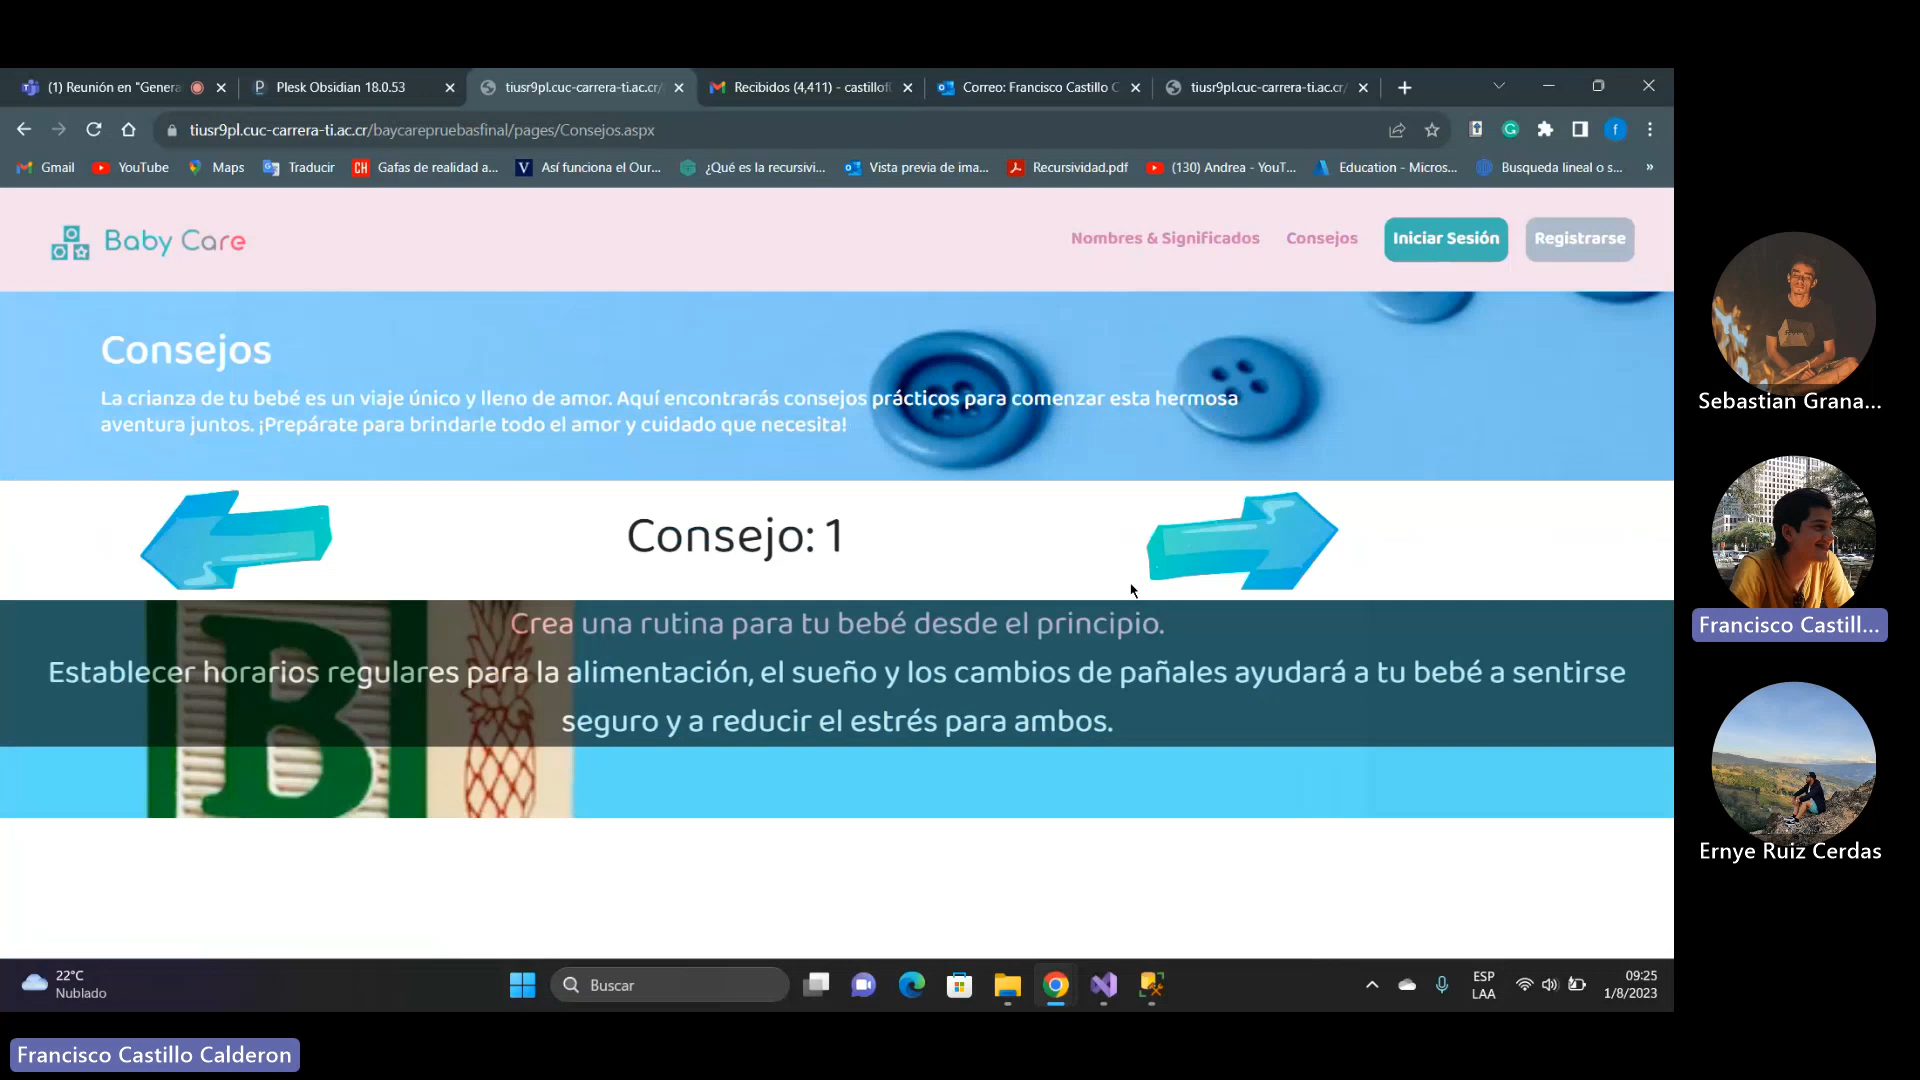 (1) Reunión en "Genera
Plesk Obsidian 18.0.53
tiusr9pl.cuc-carrera-ti.ac.cr/
Recibidos (4,411) - castillof
Correo: Francisco Castillo C
tiusr9pl.cuc-carrera-ti.ac.cr/
tiusr9pl.cuc-carrera-ti.ac.cr/baycarepruebasfinal/pages/Consejos.aspx
f
Gmail
YouTube
Maps
Traducir
CH
Gafas de realidad a...
V
Así funciona el Our...
¿Qué es la recursivi...
Vista previa de ima...
Recursividad.pdf
(130) Andrea - YouT...
Education - Micros...
Busqueda lineal o s...
»
Baby Care
Nombres & Significados
Consejos
Iniciar Sesión
Registrarse
Consejos
La crianza de tu bebé es un viaje único y lleno de amor. Aquí encontrarás consejos prácticos para comenzar esta hermosa
aventura juntos. ¡Prepárate para brindarle todo el amor y cuidado que necesita!
Consejo: 1
Crea una rutina para tu bebé desde el principio.
Establecer horarios regulares para la alimentación, el sueño y los cambios de pañales ayudará a tu bebé a sentirse
seguro y a reducir el estrés para ambos.
B
Sebastian Grana...
Francisco Castill...
Ernye Ruiz Cerdas
22°C
Nublado
Buscar
ESP
LAA
09:25
1/8/2023
Francisco Castillo Calderon